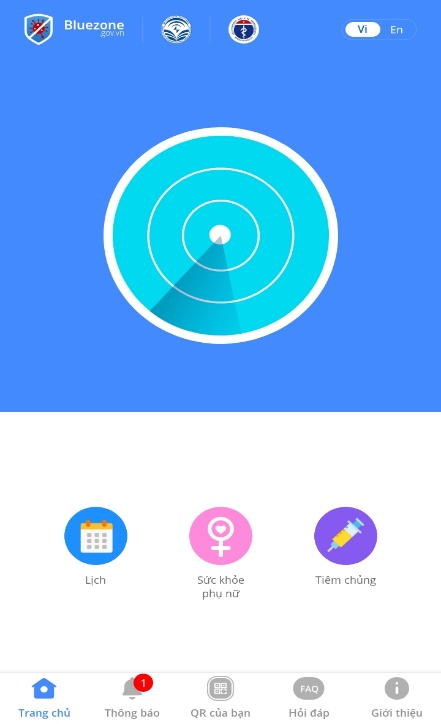 Bluezone
gov.vn
Vi
En
Lịch
Sức khỏe
phụ nữ
Tiêm chủng
1
FAQ
Trang chủ
Thông báo
QR của bạn
Hỏi đáp
Giới thiệu